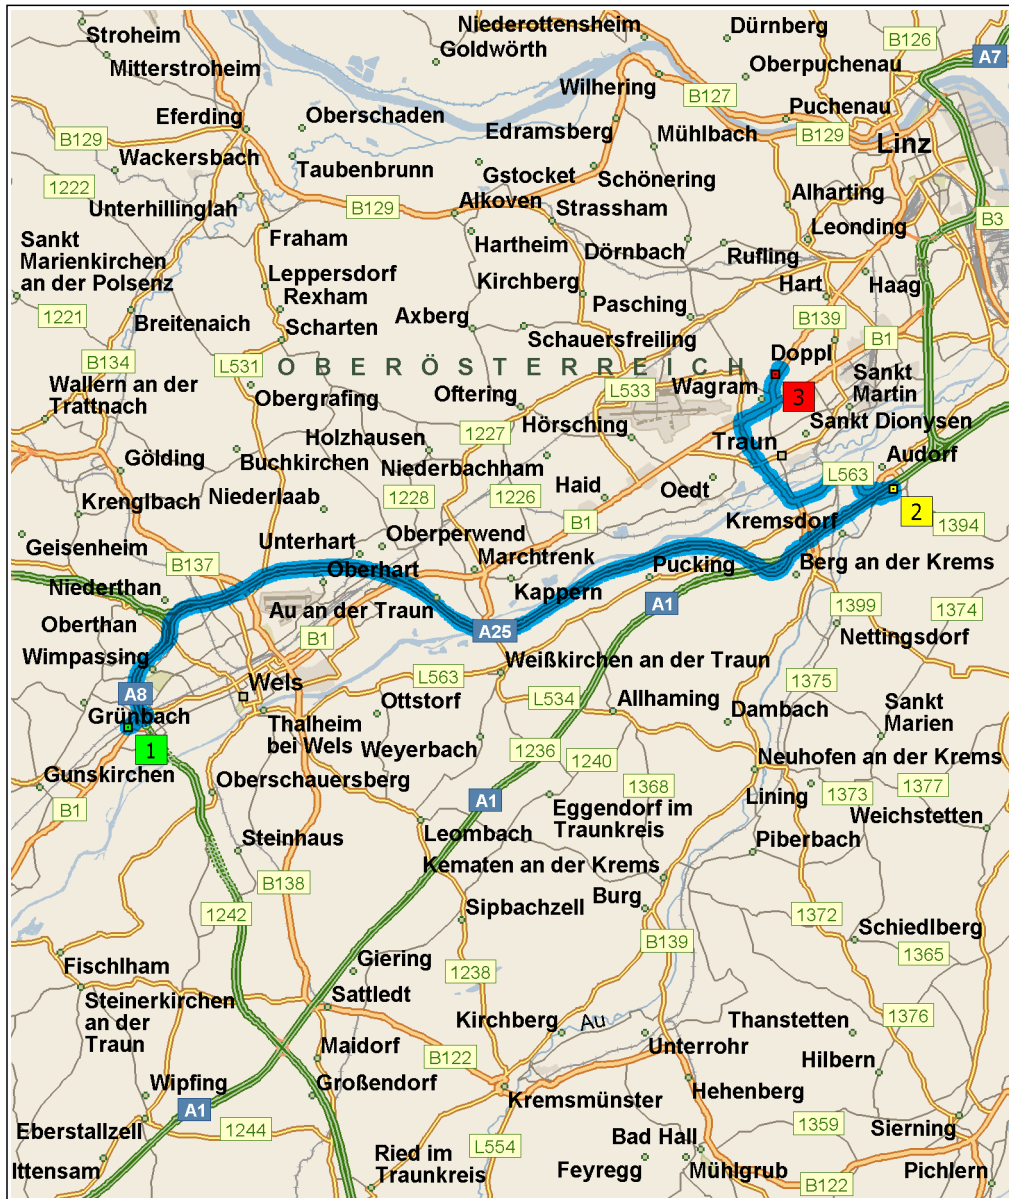 Stroheim
Niederottensheim
Dürnberg
B126
Goldwörth
A7
Mitterstroheim
Oberpuchenau
Wilhering
B127
Puchenau
Eferding
Oberschaden
Edramsberg
Mühlbach
B129
B129
Linz
Wackersbach
Taubenbrunn
Gstocket
Schönering
1222
Alharting
Unterhillinglah
B129
Alkoven
Strassham
B3
Leonding
Sankt
Marienkirchen
an der Polsenz
Fraham
Hartheim
Dörnbach
Rufling
Leppersdorf
Kirchberg
Hart
Haag
Rexham
Pasching
1221
Breitenaich
Scharten
Axberg
Schauersfreiling
B139
B1
B134
L531
OBERÖSTERREICH
Doppl
Wallern an der
Trattnach
Obergrafing
Oftering
L533
Wagram
3
Sankt
Martin
1227
Hörsching
Sankt Dionysen
Holzhausen
Traun
Gölding
Buchkirchen
Niederbachham
Audorf
L563
Krenglbach
Niederlaab
1228
1226
Haid
Oedt
2
B1
Kremsdorf
1394
Geisenheim
Unterhart
Oberperwend
B137
Marchtrenk
Pucking
Berg an der Krems
Niederthan
Oberhart
Kappern
Oberthan
Au an der Traun
A1
1399
1374
B1
A25
Nettingsdorf
Wimpassing
Weißkirchen an der Traun
L563
A8
Wels
1375
Ottstorf
L534
Allhaming
Grünbach
Dambach
Sankt
Marien
Thalheim
bei Wels
Weyerbach
1
1236
1240
Neuhofen an der Krems
Gunskirchen
Oberschauersberg
1368
1373
1377
B1
A1
Lining
Eggendorf im
Traunkreis
Weichstetten
Steinhaus
Leombach
Piberbach
Kematen an der Krems
B138
Burg
1242
Sipbachzell
1372
Schiedlberg
B139
1365
Fischlham
Giering
1238
Steinerkirchen
an der
Traun
Sattledt
1376
Kirchberg
Au
Thanstetten
Maidorf
B122
Unterrohr
Hilbern
Wipfing
Großendorf
Kremsmünster
Hehenberg
A1
Eberstallzell
1244
1359
Sierning
L554
Bad Hall
Ittensam
Ried im
Traunkreis
Feyregg
Mühlgrub
B122
Pichlern